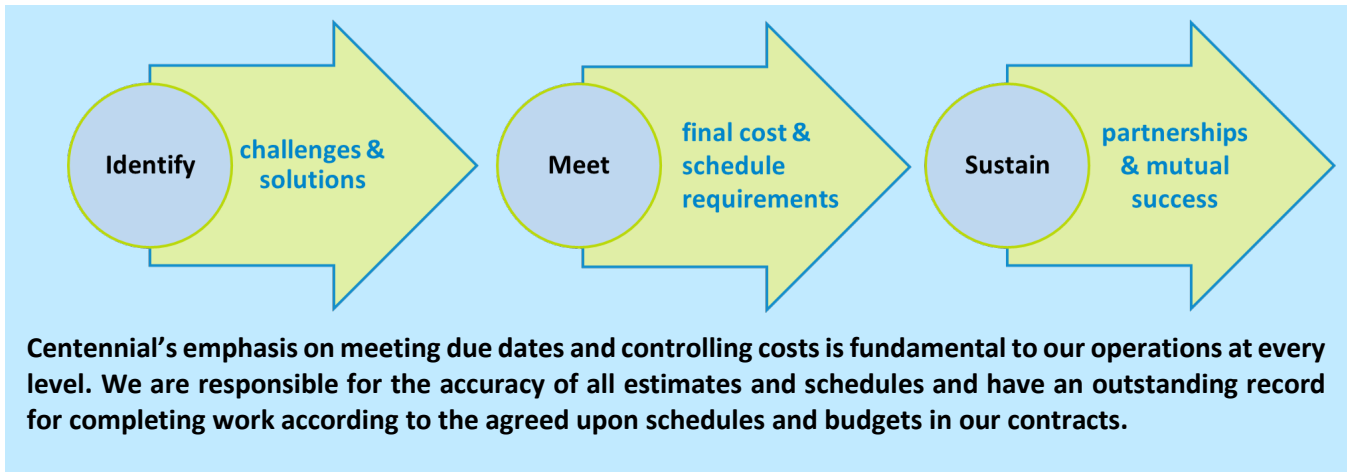 Identify
challenges &
solutions
Meet
final cost &
schedule
requirements
Sustain
partnerships
& mutual
success
Centennial’s emphasis on meeting due dates and controlling costs is fundamental to our operations at every
level. We are responsible for the accuracy of all estimates and schedules and have an outstanding record
for completing work according to the agreed upon schedules and budgets in our contracts.